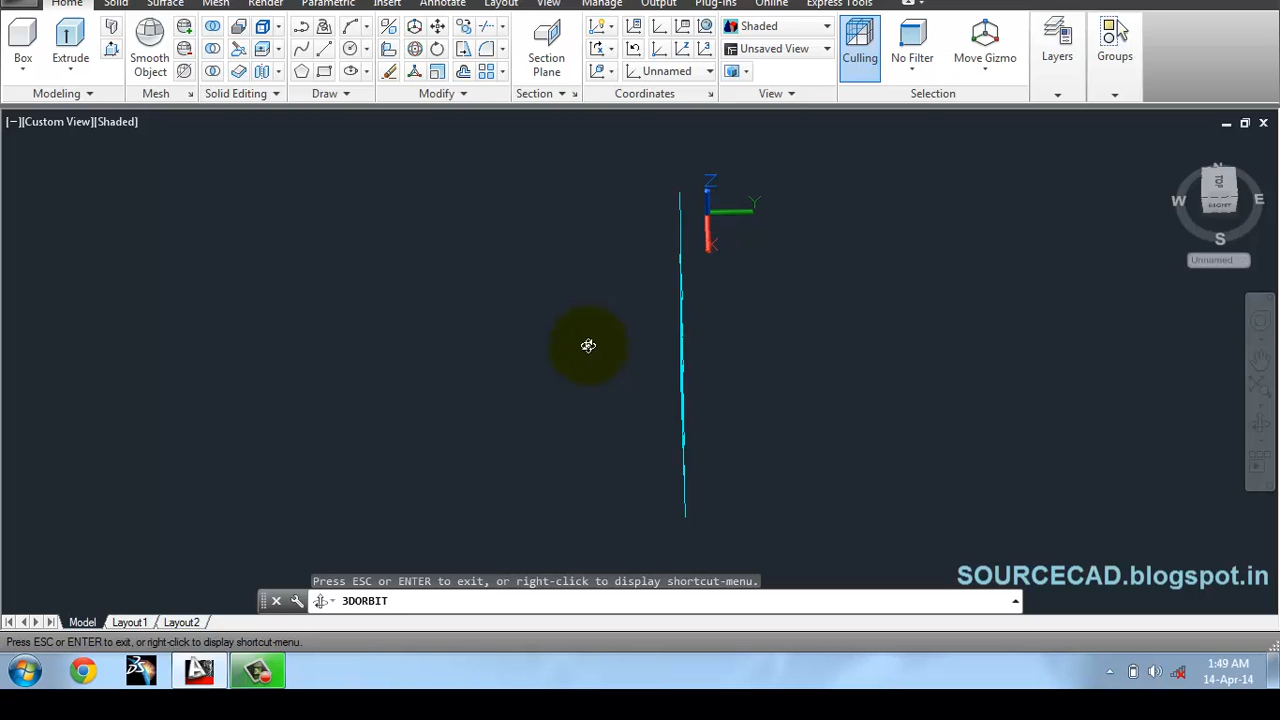 Home Solid Surface Mesh Render Parametric Insert Annotate Layout View Manage Output Plug-ins Online Express Tools
Box
Extrude
Smooth
Object
Section
Plane
Shaded
Unsaved View
Unnamed
Culling
No Filter
Move Gizmo
Layers
Groups
Modeling
Mesh
Solid Editing
Draw
Modify
Section
Coordinates
View
Selection
[−][Custom View][Shaded]
Z
Y
X
N
W
E
S
TOP
RIGHT
Unnamed
SOURCECAD.blogspot.in
Press ESC or ENTER to exit, or right-click to display shortcut-menu.
3DORBIT
Model Layout1 Layout2
Press ESC or ENTER to exit, or right-click to display shortcut-menu.
1:49 AM
14-Apr-14